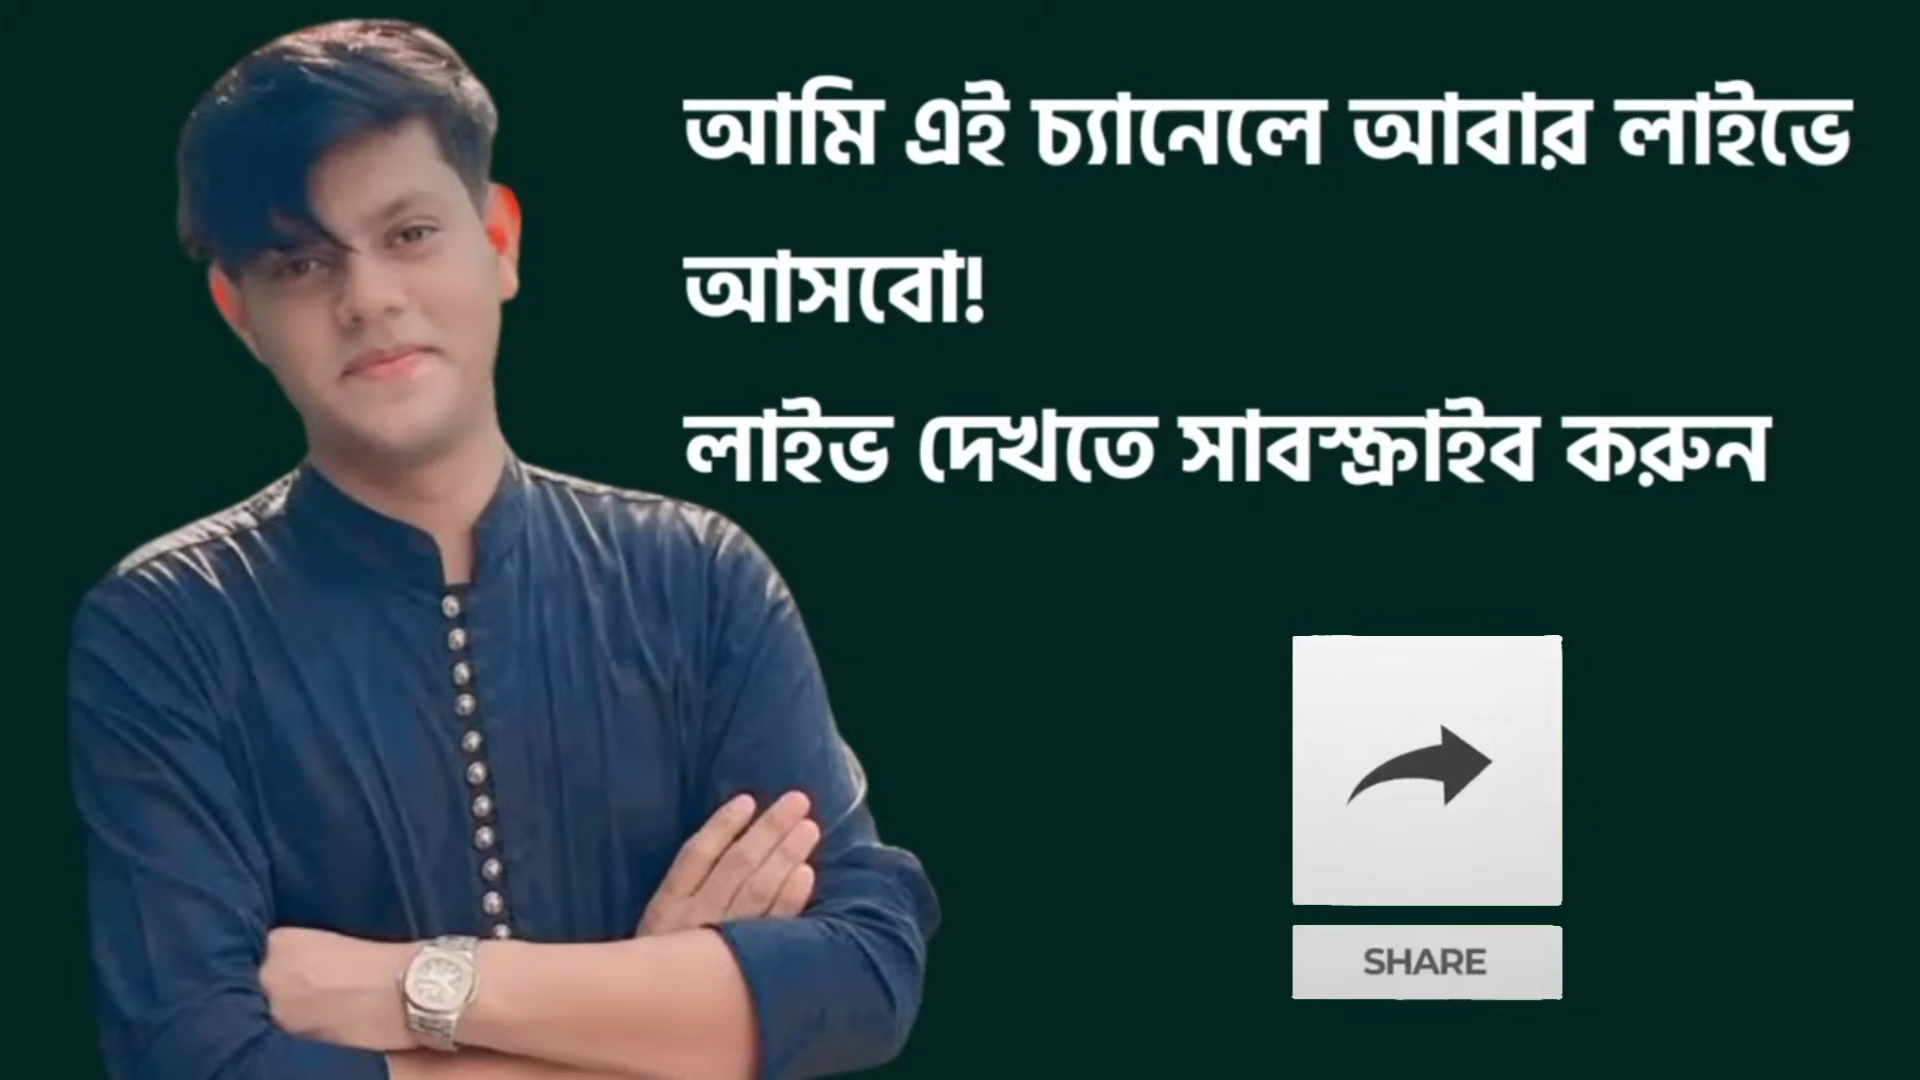 আমি এই চ্যানেলে আবার লাইভে
আসবো!
লাইভ দেখতে সাবস্ক্রাইব করুন
SHARE